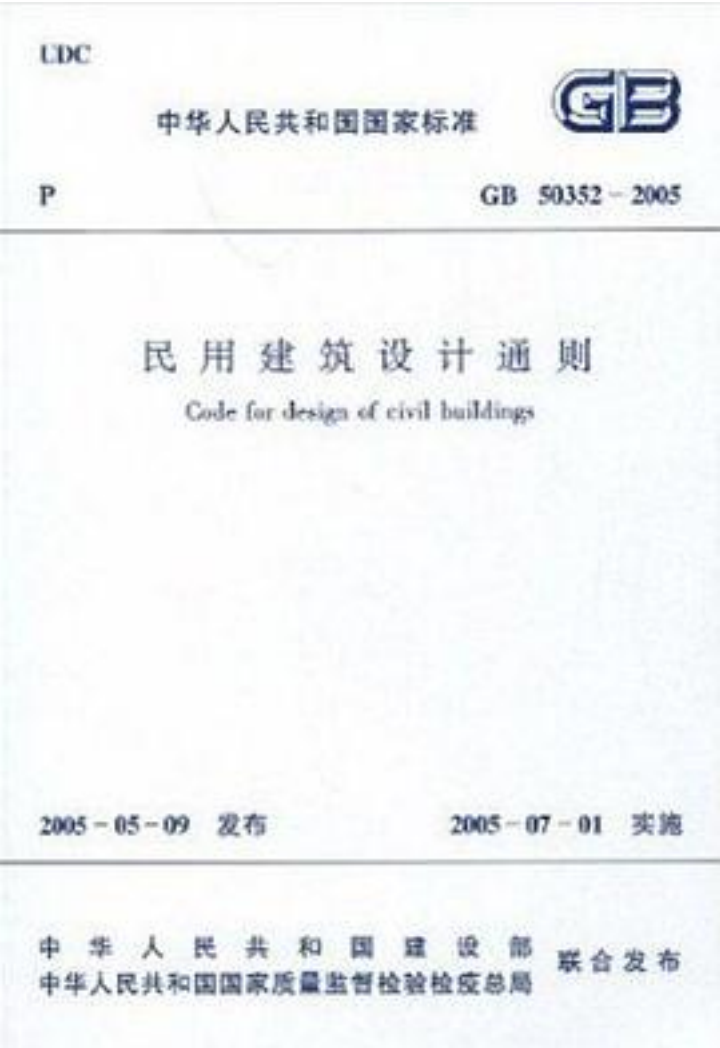 UDC
GB
中华人民共和国国家标准
P
GB 50352-2005
民用建筑设计通则
Code for design of civil buildings
2005-05-09 发布
2005-07-01 实施
中华人民共和国建设部
中华人民共和国国家质量监督检验检疫总局
联合发布